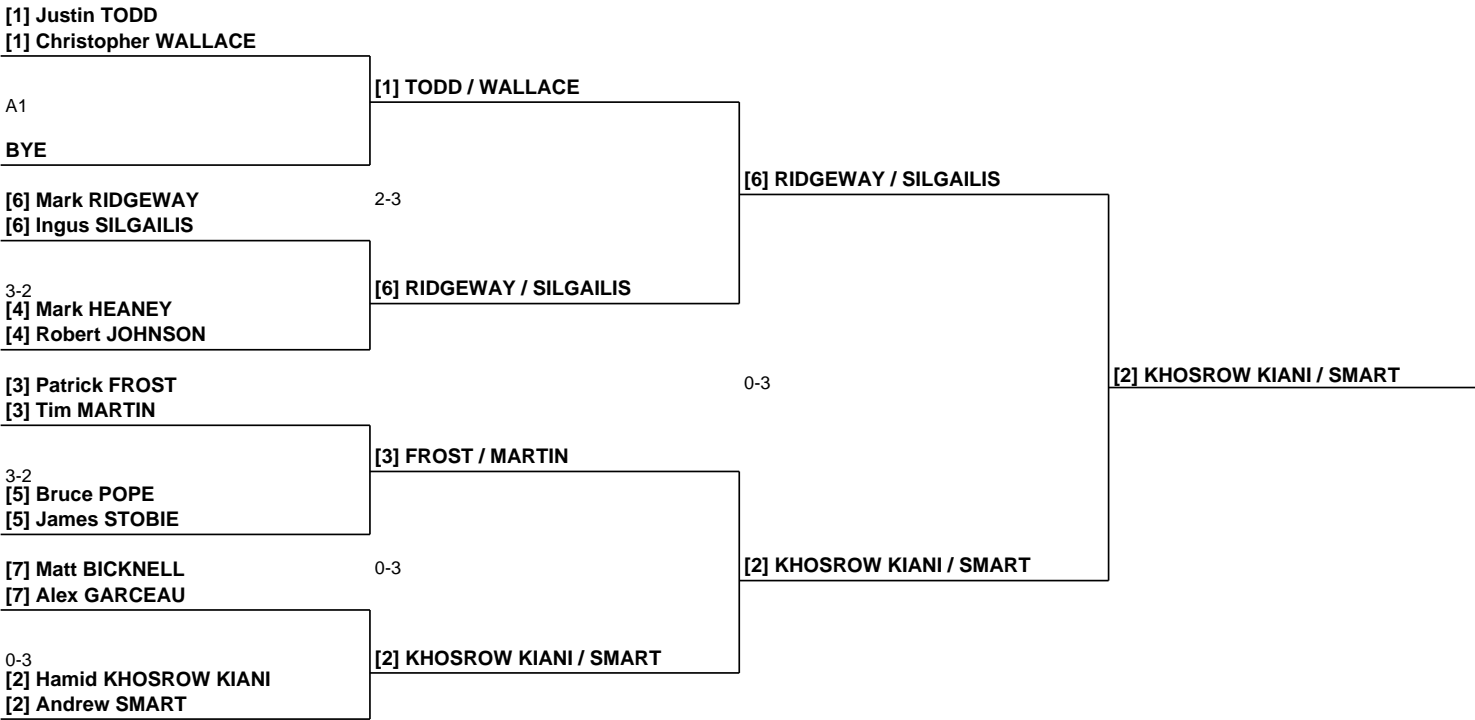 [1] Justin TODD
[1] Christopher WALLACE
[1] TODD / WALLACE
A1
BYE
[6] RIDGEWAY / SILGAILIS
[6] Mark RIDGEWAY
2-3
[6] Ingus SILGAILIS
[6] RIDGEWAY / SILGAILIS
3-2
[4] Mark HEANEY
[4] Robert JOHNSON
[2] KHOSROW KIANI / SMART
[3] Patrick FROST
0-3
[3] Tim MARTIN
[3] FROST / MARTIN
3-2
[5] Bruce POPE
[5] James STOBIE
[2] KHOSROW KIANI / SMART
[7] Matt BICKNELL
0-3
[7] Alex GARCEAU
[2] KHOSROW KIANI / SMART
0-3
[2] Hamid KHOSROW KIANI
[2] Andrew SMART